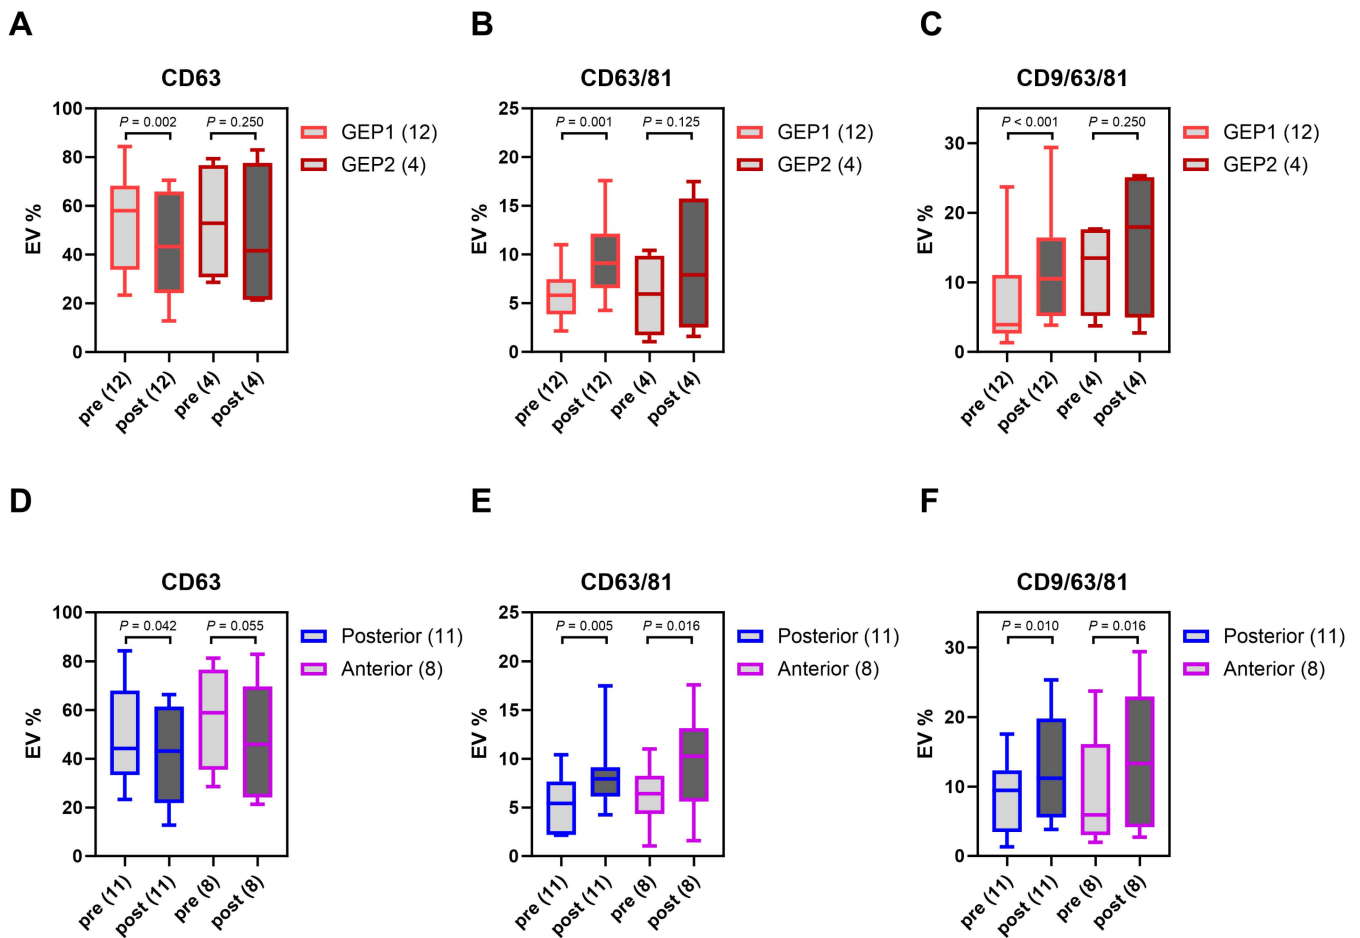 A
B
C
CD63
CD63/81
CD9/63/81
100
80
60
40
20
0
EV %
P = 0.002
P = 0.250
GEP1 (12)
GEP2 (4)
pre (12)
post (12)
pre (4)
post (4)
25
20
15
10
5
0
EV %
P = 0.001
P = 0.125
GEP1 (12)
GEP2 (4)
pre (12)
post (12)
pre (4)
post (4)
30
20
10
0
EV %
P < 0.001
P = 0.250
GEP1 (12)
GEP2 (4)
pre (12)
post (12)
pre (4)
post (4)
D
E
F
CD63
CD63/81
CD9/63/81
100
80
60
40
20
0
EV %
P = 0.042
P = 0.055
Posterior (11)
Anterior (8)
pre (11)
post (11)
pre (8)
post (8)
25
20
15
10
5
0
EV %
P = 0.005
P = 0.016
Posterior (11)
Anterior (8)
pre (11)
post (11)
pre (8)
post (8)
30
20
10
0
EV %
P = 0.010
P = 0.016
Posterior (11)
Anterior (8)
pre (11)
post (11)
pre (8)
post (8)